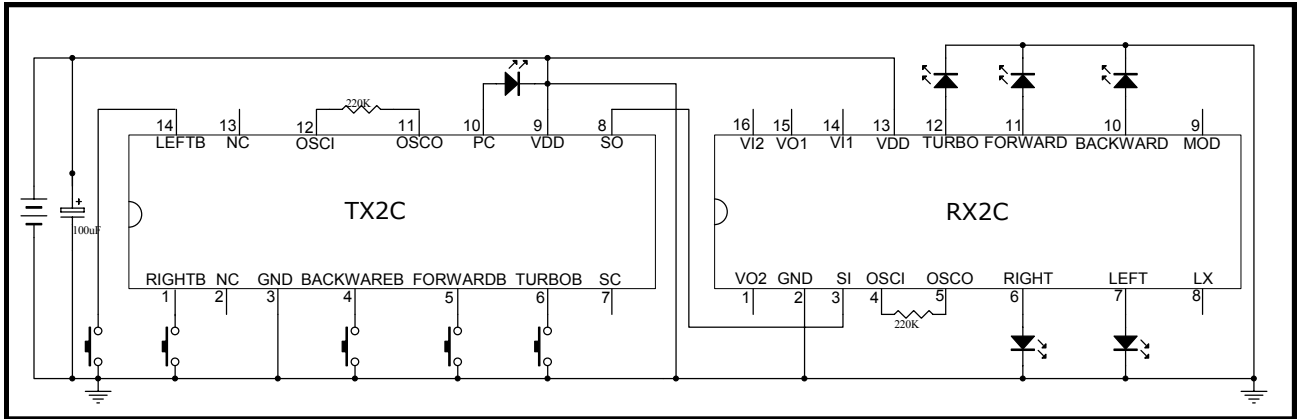 220K
14 13 12 11 10 9 8
LEFTB NC OSCI OSCO PC VDD SO
TX2C
RIGHTB NC GND BACKWAREB FORWARDB TURBOB SC
1 2 3 4 5 6 7
+
100uF
16 15 14 13 12 11 10 9
VI2 VO1 VI1 VDD TURBO FORWARD BACKWARD MOD
RX2C
VO2 GND SI OSCI OSCO RIGHT LEFT LX
1 2 3 4 5 6 7 8
220K